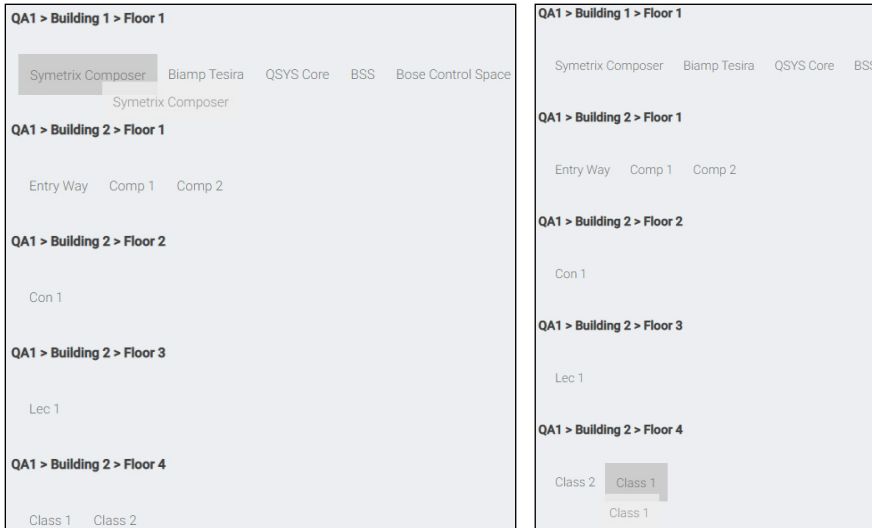 QA1 > Building 1 > Floor 1
Symetrix Composer Biamp Tesira QSYS Core BSS Bose Control Space
Symetrix Composer
QA1 > Building 2 > Floor 1
Entry Way Comp 1 Comp 2
QA1 > Building 2 > Floor 2
Con 1
QA1 > Building 2 > Floor 3
Lec 1
QA1 > Building 2 > Floor 4
Class 1 Class 2
QA1 > Building 1 > Floor 1
Symetrix Composer Biamp Tesira QSYS Core BSS
QA1 > Building 2 > Floor 1
Entry Way Comp 1 Comp 2
QA1 > Building 2 > Floor 2
Con 1
QA1 > Building 2 > Floor 3
Lec 1
QA1 > Building 2 > Floor 4
Class 2 Class 1
Class 1